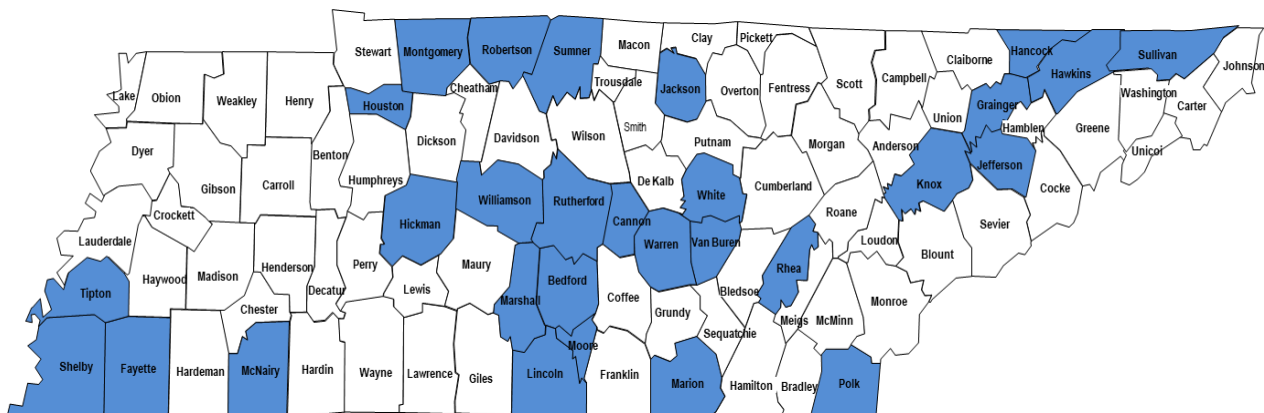 Stewart
Montgomery
Robertson
Sumner
Macon
Clay
Pickett
Claiborne
Hancock
Sullivan
Johnson
Lake
Obion
Weakley
Henry
Houston
Cheatham
Trousdale
Jackson
Overton
Fentress
Scott
Campbell
Hawkins
Washington
Carter
Union
Grainger
Hamblen
Greene
Unicoi
Dyer
Gibson
Carroll
Benton
Humphreys
Dickson
Davidson
Wilson
Smith
Putnam
Morgan
Anderson
Jefferson
Knox
Cocke
Crockett
Lauderdale
Hickman
Williamson
Rutherford
De Kalb
White
Cumberland
Roane
Sevier
Cannon
Warren
Van Buren
Loudon
Blount
Tipton
Haywood
Madison
Henderson
Decatur
Perry
Lewis
Maury
Marshall
Bedford
Coffee
Rhea
Bledsoe
Grundy
Sequatchie
Meigs
McMinn
Monroe
Chester
Shelby
Fayette
Hardeman
McNairy
Hardin
Wayne
Lawrence
Giles
Lincoln
Moore
Franklin
Marion
Hamilton
Bradley
Polk